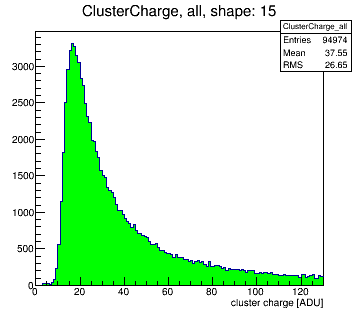 ClusterCharge, all, shape: 15
ClusterCharge_all
Entries 94974
Mean 37.55
RMS 26.65
3000
2500
2000
1500
1000
500
0
0 20 40 60 80 100 120
cluster charge [ADU]